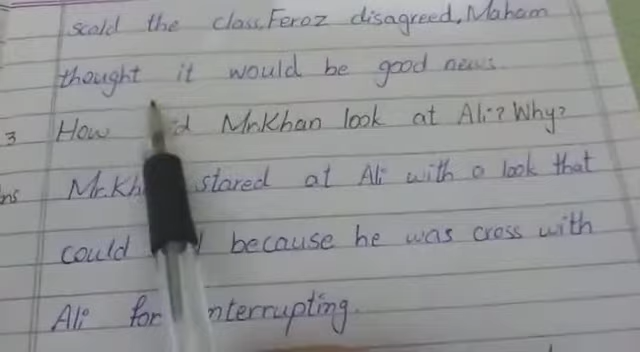 scold the class, Feroz disagreed, Maham
thought it would be good news.
3 How Mr.Khan look at Ali? Why?
ns Mr.Kh stared at Ali with a look that
could because he was cross with
Ali for nterrupting.